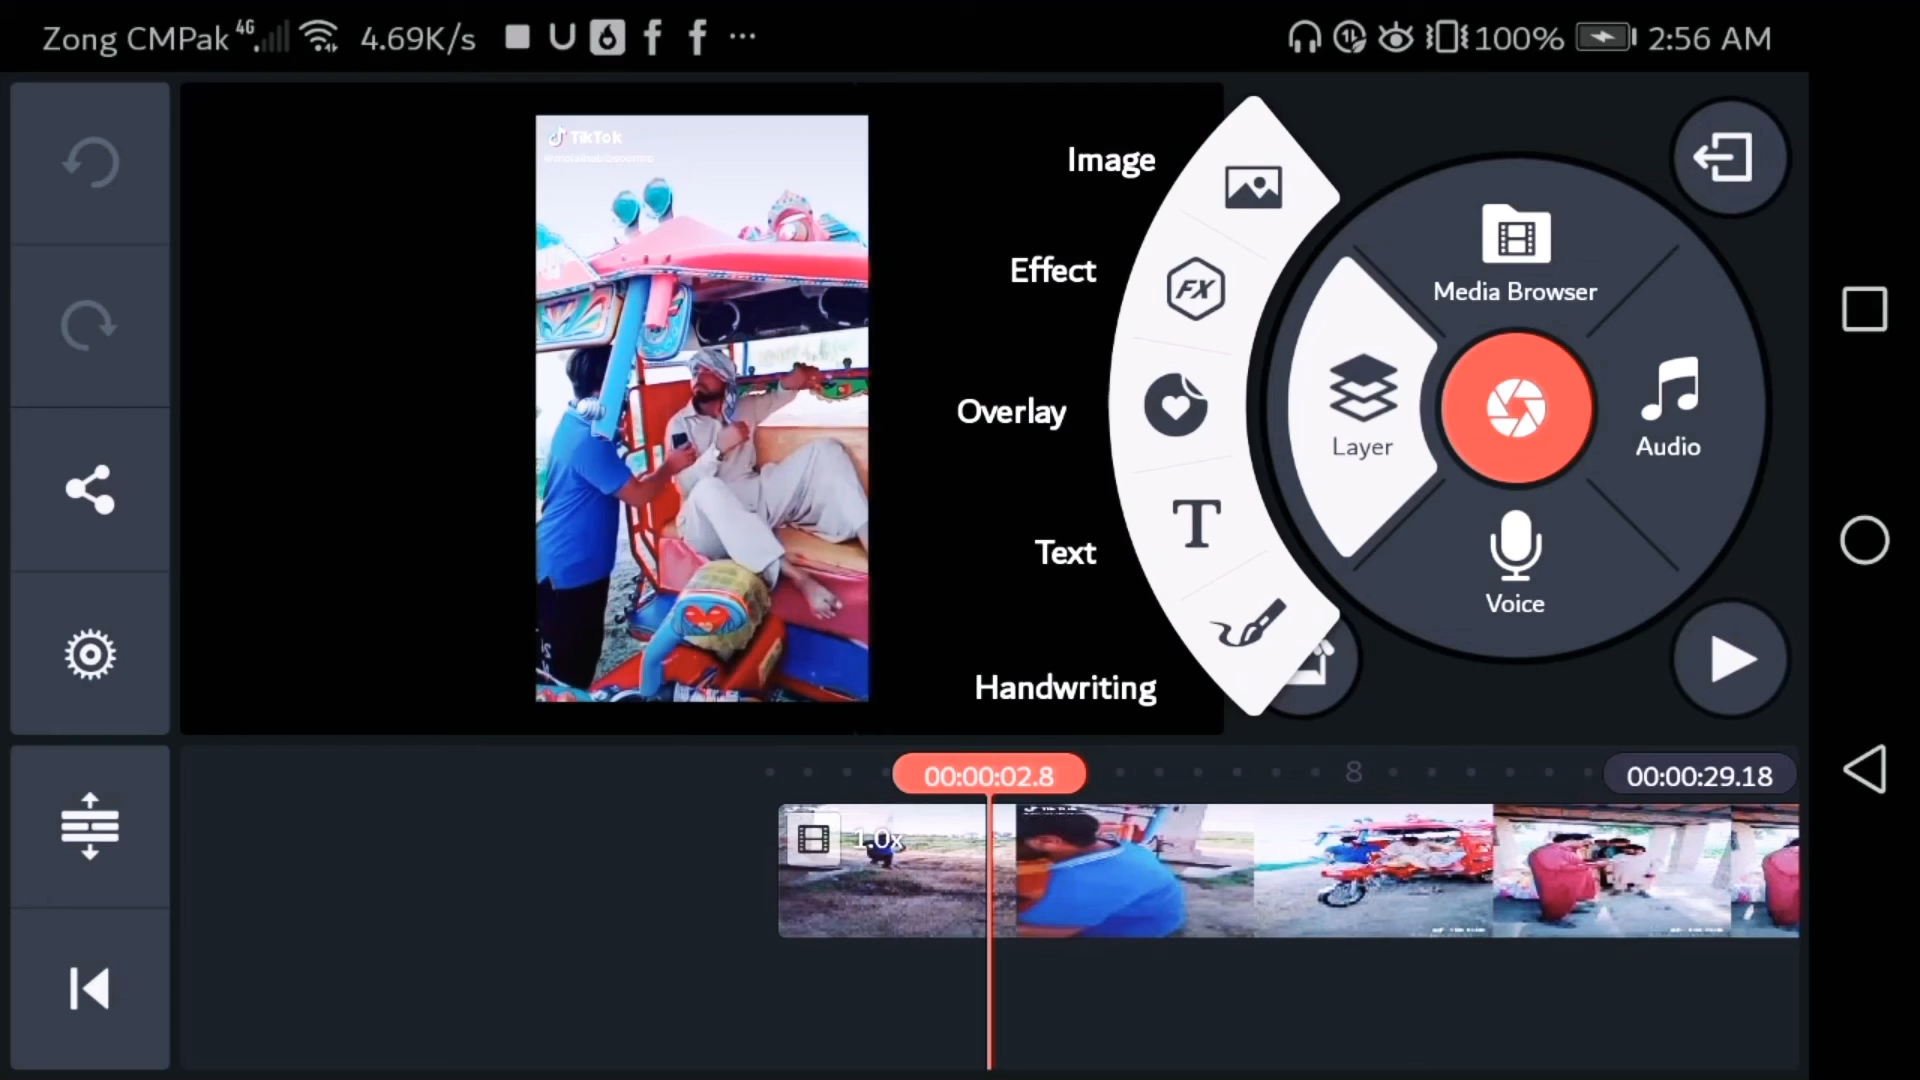 Zong CMPak 4G 4.69K/s U f f ... 100% 2:56 AM
TikTok
Image
Effect
FX
Overlay
T
Text
Handwriting
Media Browser
Layer
Audio
Voice
00:00:02.8
8
00:00:29.18
1.0x